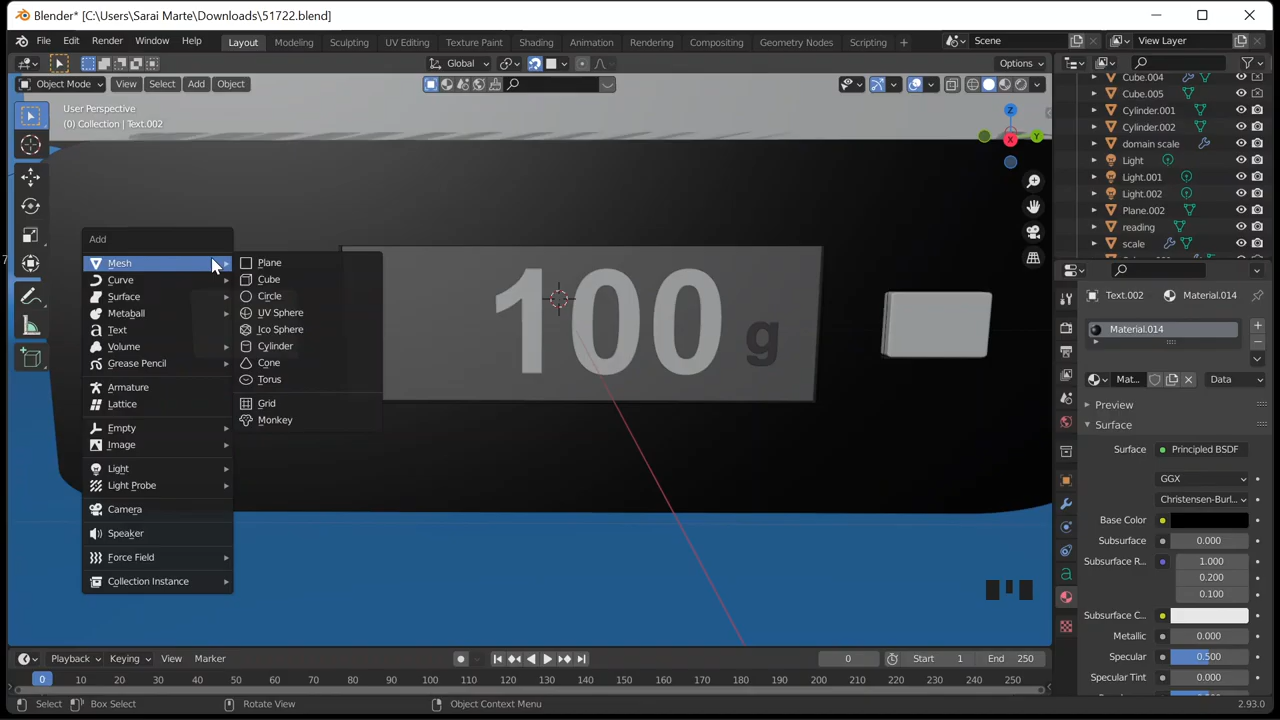 Blender* [C:\Users\Sarai Marte\Downloads\51722.blend]
File Edit Render Window Help Layout Modeling Sculpting UV Editing Texture Paint Shading Animation Rendering Compositing Geometry Nodes Scripting + Scene View Layer
Global Options
Object Mode View Select Add Object
User Perspective
(0) Collection | Text.002
Z
X Y
Add
Mesh
Curve
Surface
Metaball
Text
Volume
Grease Pencil
Armature
Lattice
Empty
Image
Light
Light Probe
Camera
Speaker
Force Field
Collection Instance
Plane
Cube
Circle
UV Sphere
Ico Sphere
Cylinder
Cone
Torus
Grid
Monkey
100 g
7
Cube.004
Cube.005
Cylinder.001
Cylinder.002
domain scale
Light
Light.001
Light.002
Plane.002
reading
scale
Text.002 Material.014
Material.014
Mat... Data
Preview
Surface
Surface Principled BSDF
GGX
Christensen-Burl...
Base Color
Subsurface 0.000
Subsurface R... 1.000
0.200
0.100
Subsurface C...
Metallic 0.000
Specular 0.500
Specular Tint 0.000
Playback Keying View Marker 0 Start 1 End 250
0 10 20 30 40 50 60 70 80 90 100 110 120 130 140 150 160 170 180 190 200 210 220 230 240 250
Select Box Select Rotate View Object Context Menu 2.93.0